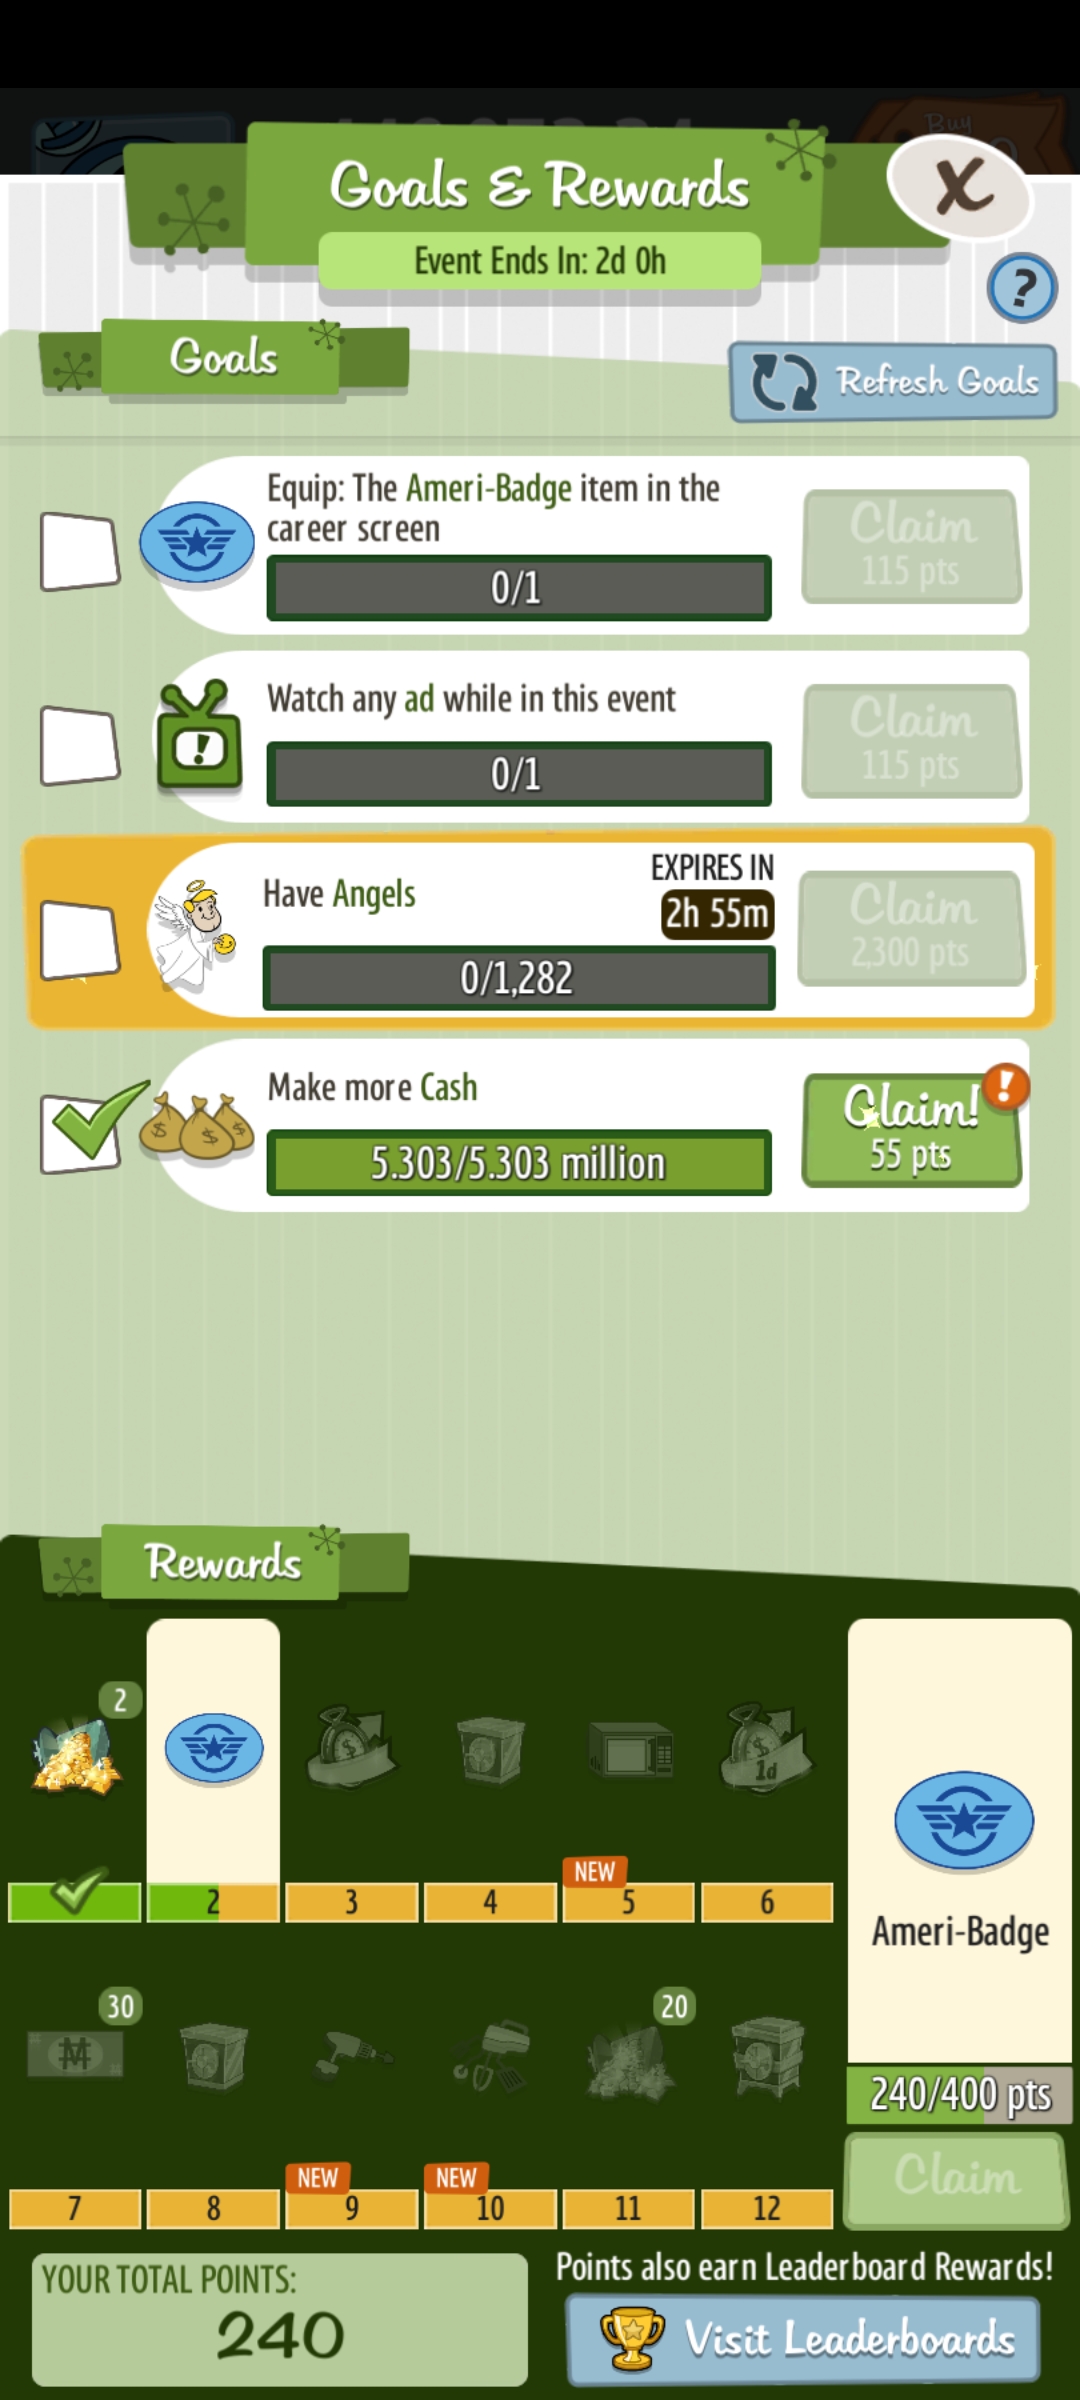 Buy
Goals & Rewards
Event Ends In: 2d 0h
?
Goals
Refresh Goals
Equip: The Ameri-Badge item in the
career screen
0/1
Claim
115 pts
Watch any ad while in this event
0/1
Claim
115 pts
Have Angels
EXPIRES IN
2h 55m
0/1,282
Claim
2,300 pts
Make more Cash
5.303/5.303 million
Claim!
55 pts
Rewards
2
1d
2
3
4
NEW
5
6
Ameri-Badge
30
20
240/400 pts
Claim
7
8
NEW
9
NEW
10
11
12
YOUR TOTAL POINTS:
240
Points also earn Leaderboard Rewards!
Visit Leaderboards